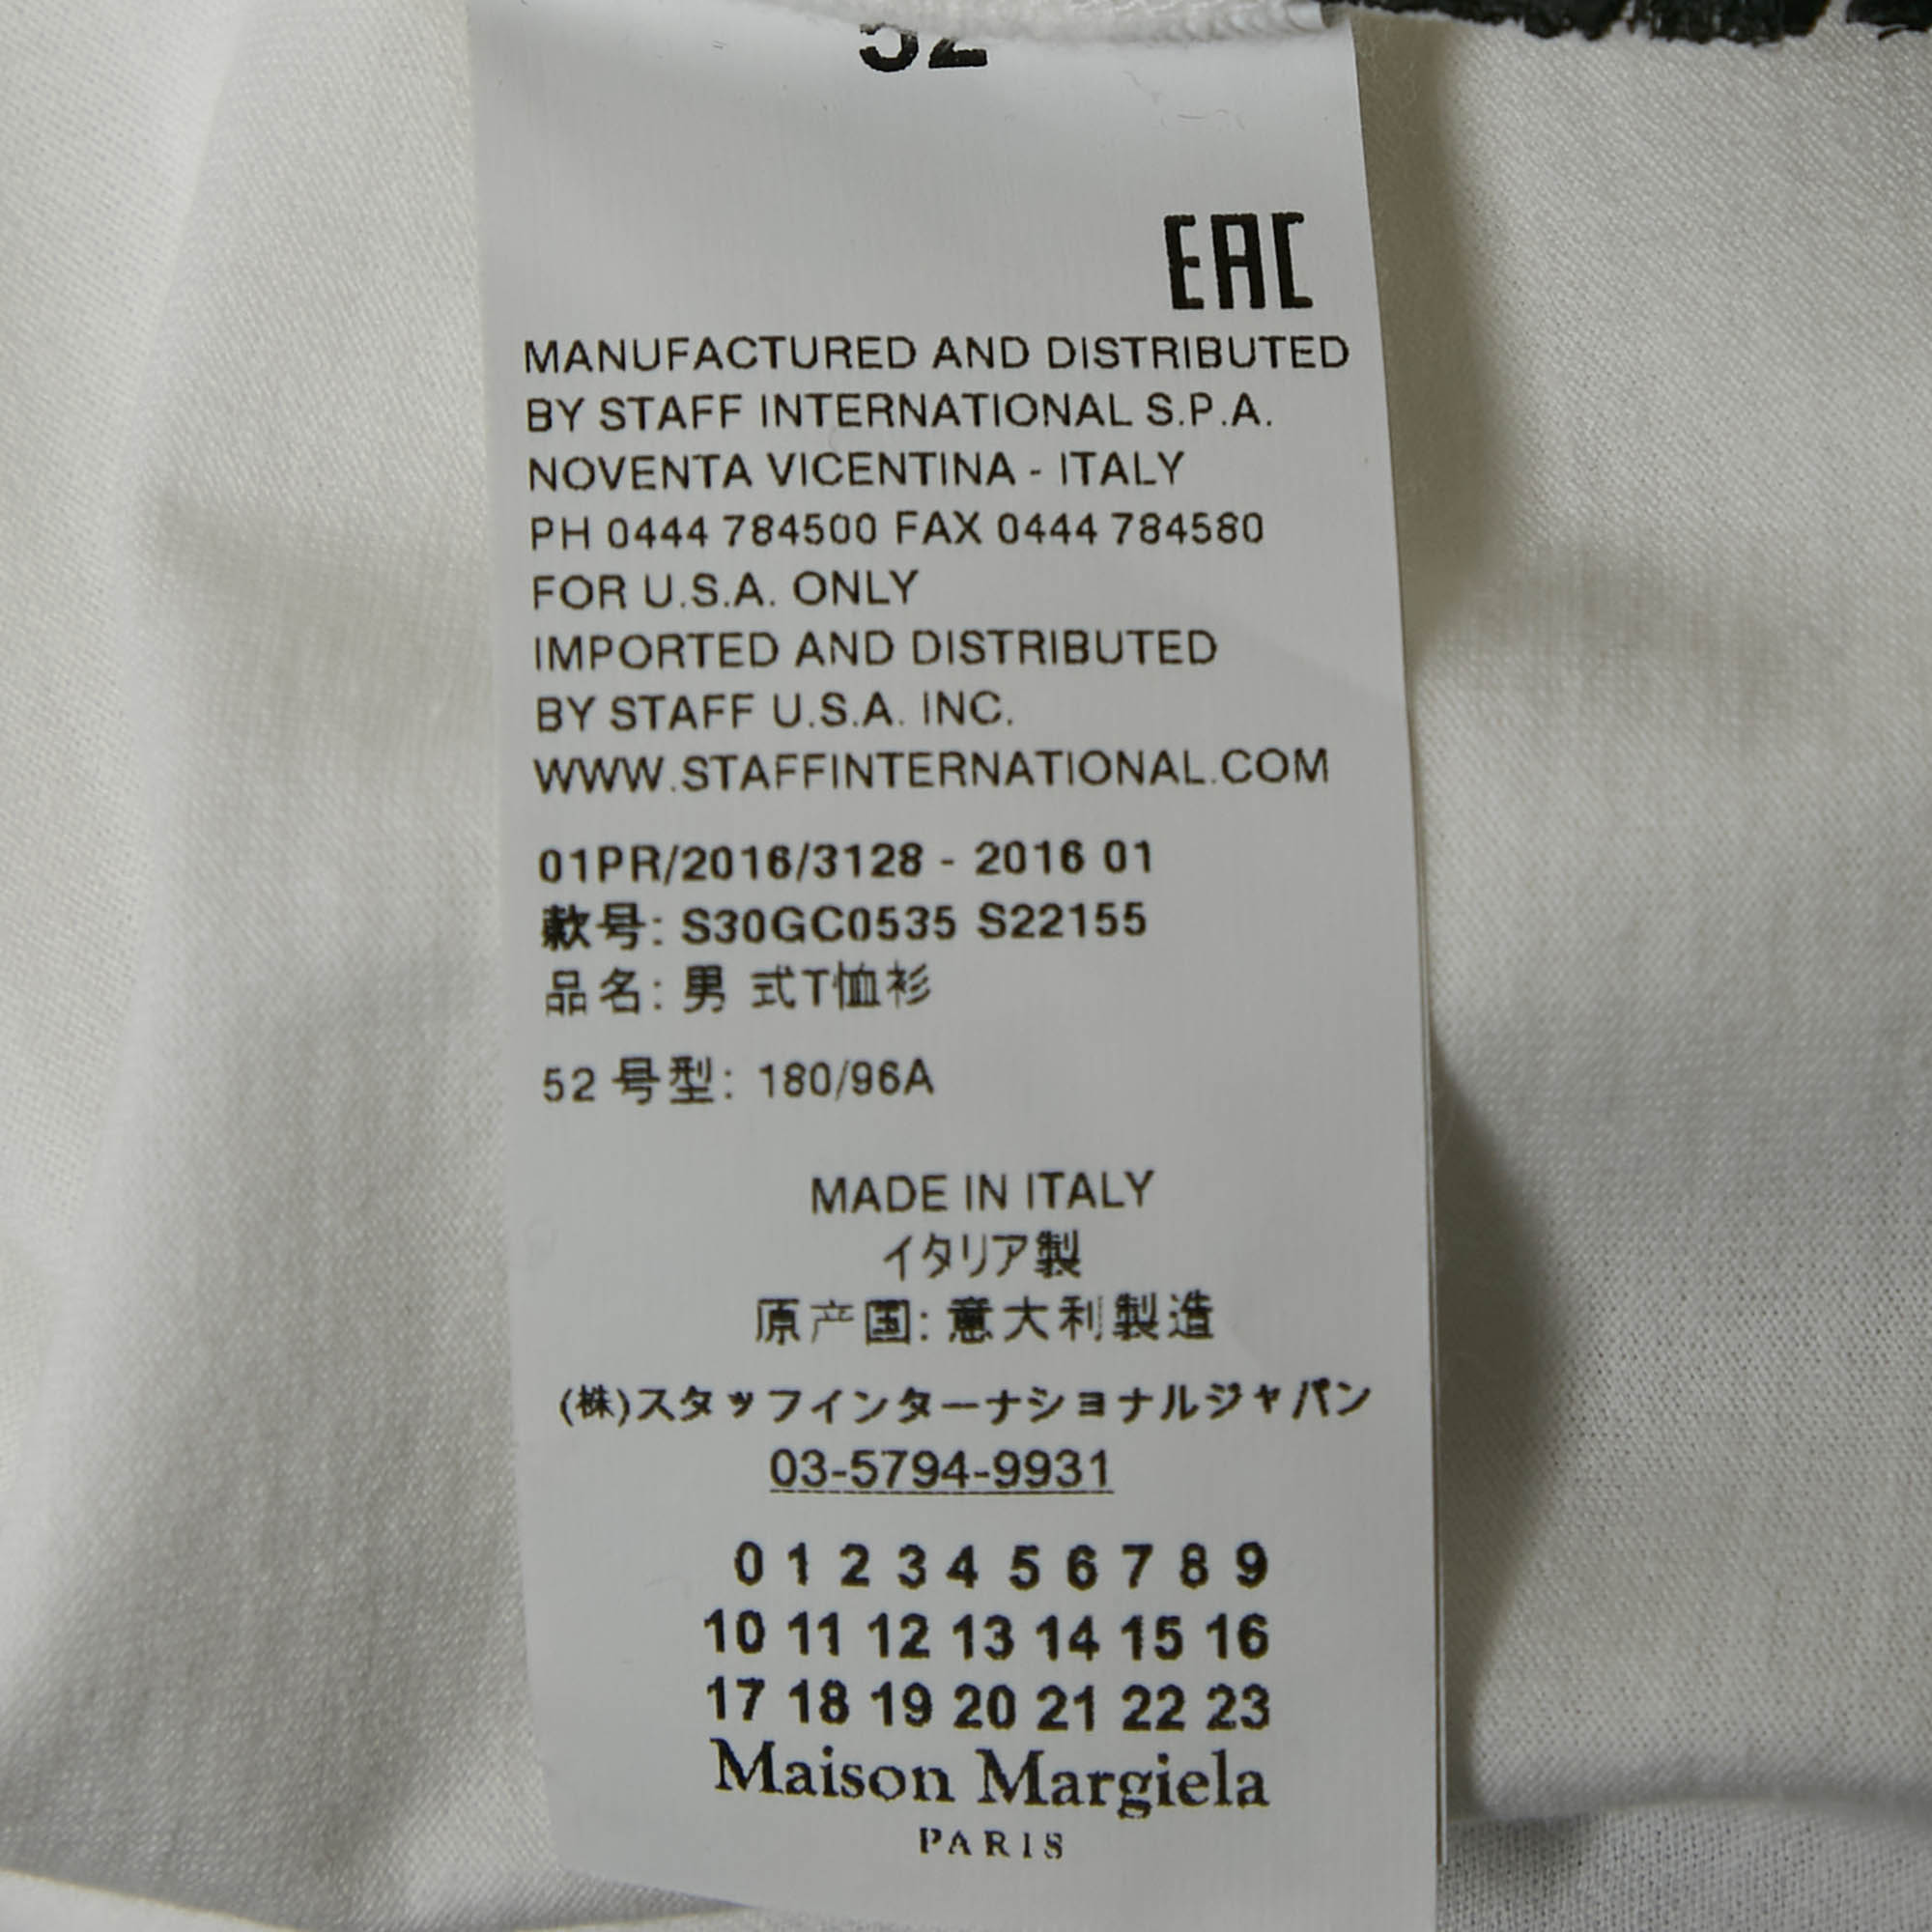 52
EAC
MANUFACTURED AND DISTRIBUTED
BY STAFF INTERNATIONAL S.P.A.
NOVENTA VICENTINA - ITALY
PH 0444 784500 FAX 0444 784580
FOR U.S.A. ONLY
IMPORTED AND DISTRIBUTED
BY STAFF U.S.A. INC.
WWW.STAFFINTERNATIONAL.COM
01PR/2016/3128 - 2016 01
款号: S30GC0535 S22155
品名: 男 式T恤衫
52 号型: 180/96A
MADE IN ITALY
イタリア製
原产国: 意大利製造
(株)スタッフインターナショナルジャパン
03-5794-9931
0 1 2 3 4 5 6 7 8 9
10 11 12 13 14 15 16
17 18 19 20 21 22 23
Maison Margiela
PARIS